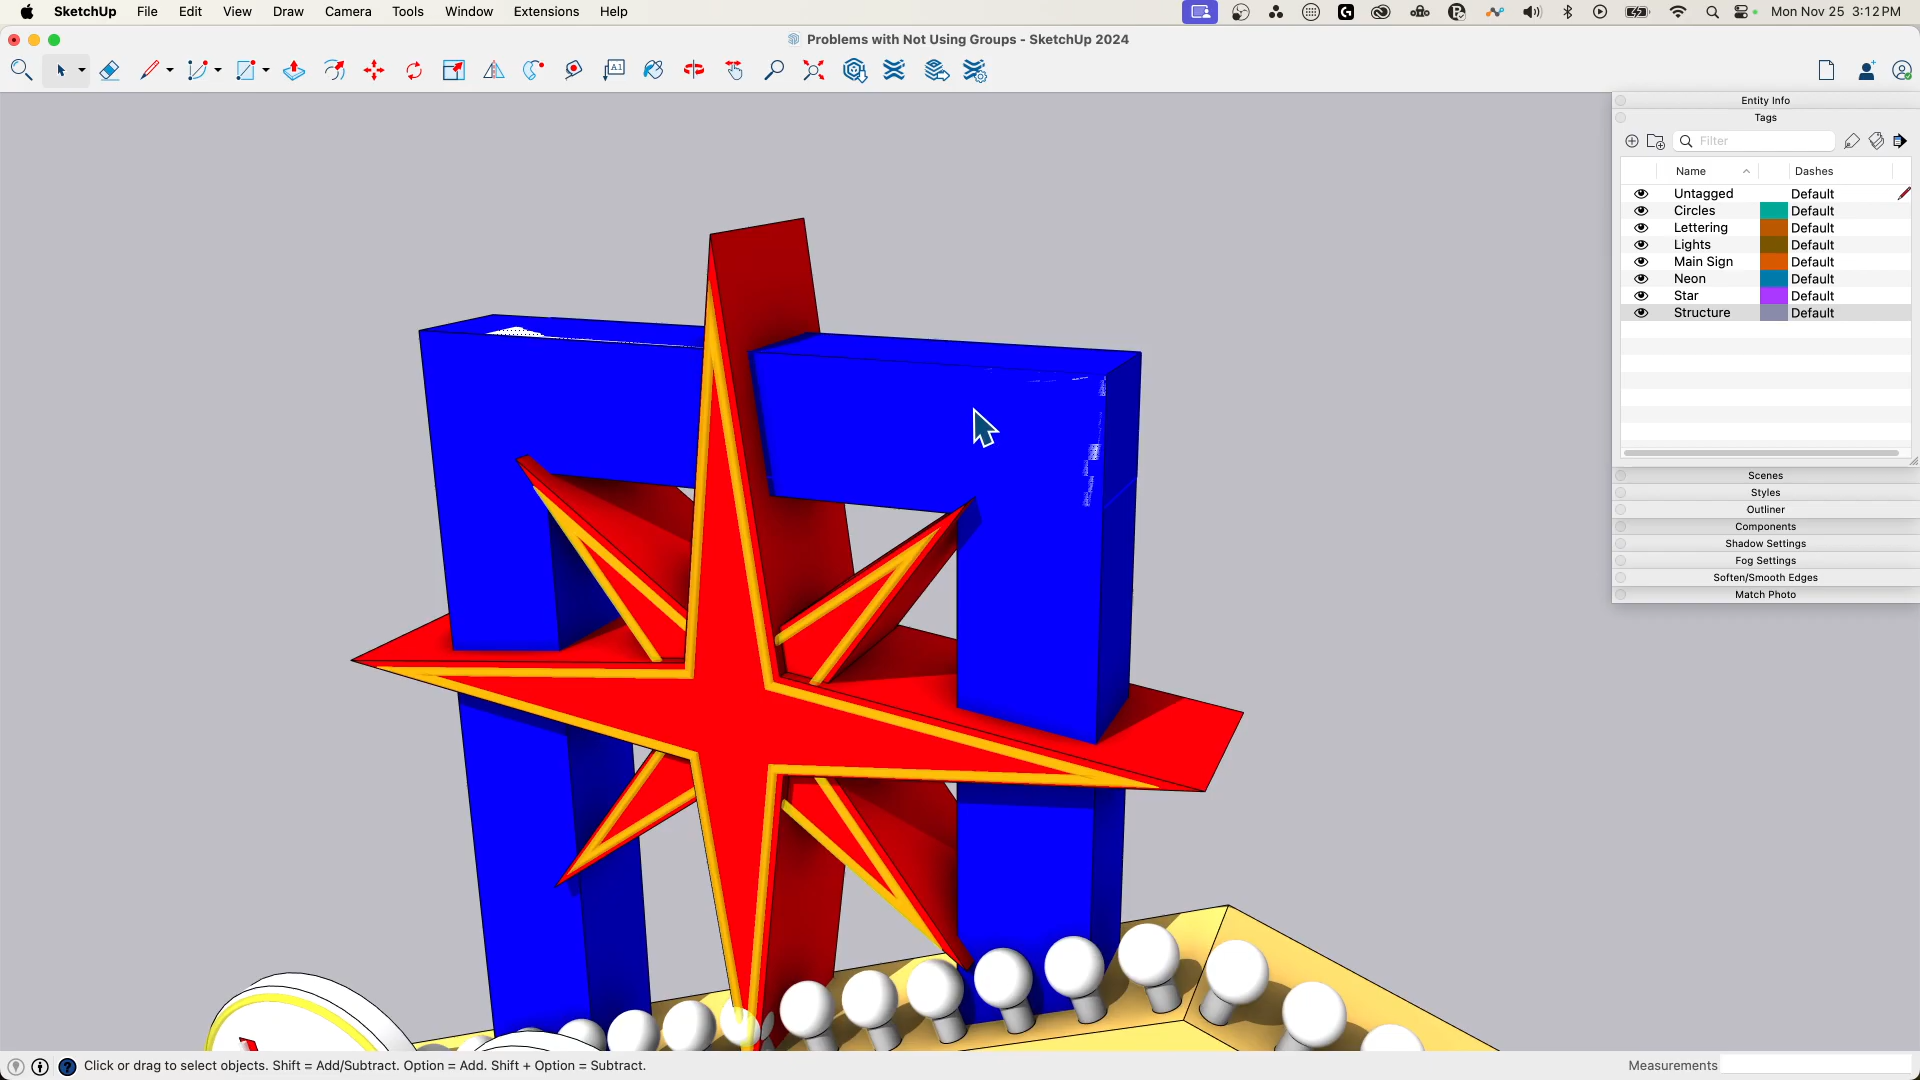 SketchUp File Edit View Draw Camera Tools Window Extensions Help
Mon Nov 25 3:12 PM
Problems with Not Using Groups - SketchUp 2024
A1
Entity Info
Tags
Filter
Name Dashes
Untagged Default
Circles Default
Lettering Default
Lights Default
Main Sign Default
Neon Default
Star Default
Structure Default
Scenes
Styles
Outliner
Components
Shadow Settings
Fog Settings
Soften/Smooth Edges
Match Photo
Click or drag to select objects. Shift = Add/Subtract. Option = Add. Shift + Option = Subtract.
Measurements